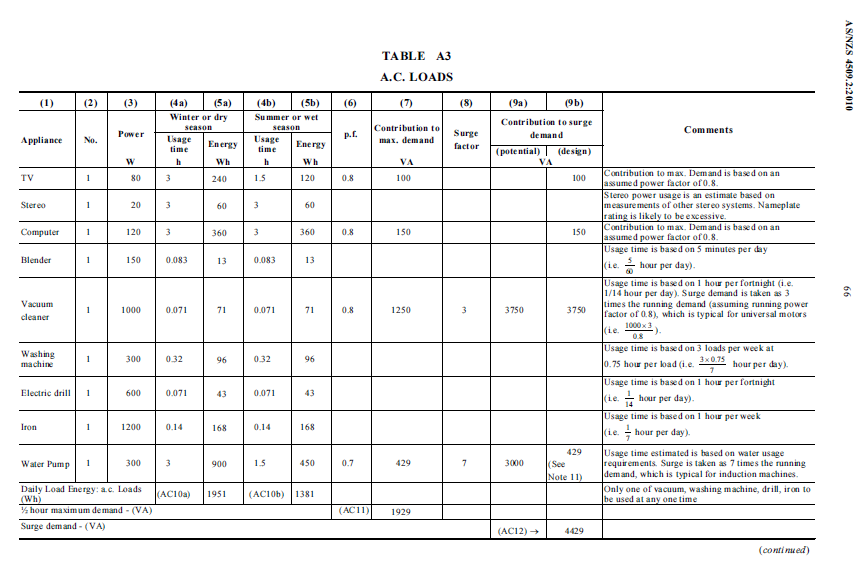 TABLE A3
A.C. LOADS
(1) (2) (3) (4a) (5a) (4b) (5b) (6) (7) (8) (9a) (9b)
Appliance No. Power Winter or dry season Summer or wet season p.f. Contribution to max. demand Surge factor Contribution to surge demand Comments
Usage time Energy Usage time Energy (potential) (design)
W h Wh h Wh VA VA
TV 1 80 3 240 1.5 120 0.8 100 100 Contribution to max. Demand is based on an
assumed power factor of 0.8.
Stereo 1 20 3 60 3 60 Stereo power usage is an estimate based on
measurements of other stereo systems. Nameplate
rating is likely to be excessive.
Computer 1 120 3 360 3 360 0.8 150 150 Contribution to max. Demand is based on an
assumed power factor of 0.8.
Blender 1 150 0.083 13 0.083 13 Usage time is based on 5 minutes per day
(i.e. 5/60 hour per day).
Vacuum cleaner 1 1000 0.071 71 0.071 71 0.8 1250 3 3750 3750 Usage time is based on 1 hour per fortnight (i.e.
1/14 hour per day). Surge demand is taken as 3
times the running demand (assuming running power
factor of 0.8), which is typical for universal motors
(i.e. 1000×3/0.8 ).
Washing machine 1 300 0.32 96 0.32 96 Usage time is based on 3 loads per week at
0.75 hour per load (i.e. 3×0.75/7 hour per day).
Electric drill 1 600 0.071 43 0.071 43 Usage time is based on 1 hour per fortnight
(i.e. 1/14 hour per day).
Iron 1 1200 0.14 168 0.14 168 Usage time is based on 1 hour per week
(i.e. 1/7 hour per day).
Water Pump 1 300 3 900 1.5 450 0.7 429 7 3000 429 (See Note 11) Usage time estimated is based on water usage
requirements. Surge is taken as 7 times the running
demand, which is typical for induction machines.
Daily Load Energy: a.c. Loads (Wh) (AC10a) 1951 (AC10b) 1381 Only one of vacuum, washing machine, drill, iron to
be used at any one time
½ hour maximum demand - (VA) (AC11) 1929
Surge demand - (VA) (AC12) → 4429
(continued)
AS/NZS 4509.2:2010
66